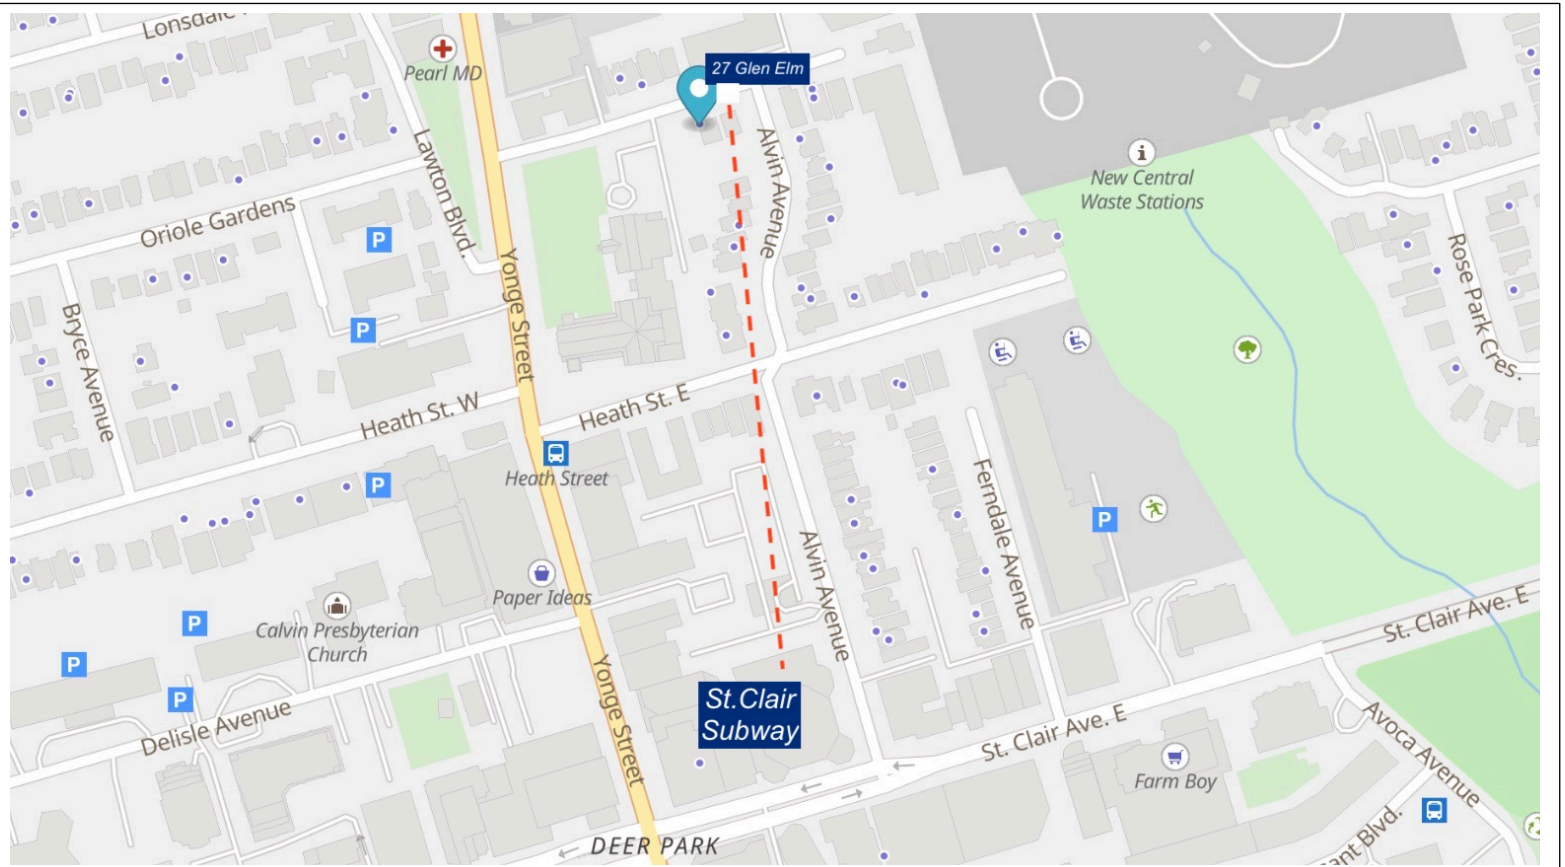 Lonsdale
Pearl MD
27 Glen Elm
Alvin Avenue
Lawton Blvd.
New Central
Waste Stations
Oriole Gardens
P
Yonge Street
Rose Park Cres.
Bryce Avenue
P
Heath St. W
Heath St. E
Heath Street
P
P
Ferndale Avenue
Paper Ideas
Alvin Avenue
Calvin Presbyterian
Church
P
St. Clair Ave. E
P
P
Yonge Street
St.Clair
Subway
Delisle Avenue
St. Clair Ave. E
Avoca Avenue
Farm Boy
Blvd.
DEER PARK